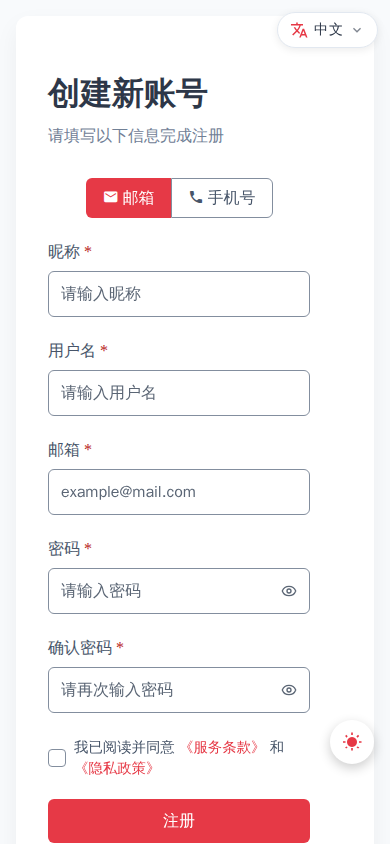 中文
创建新账号
请填写以下信息完成注册
邮箱 手机号
昵称 *
请输入昵称
用户名 *
请输入用户名
邮箱 *
example@mail.com
密码 *
请输入密码
确认密码 *
请再次输入密码
我已阅读并同意 《服务条款》 和
《隐私政策》
注册